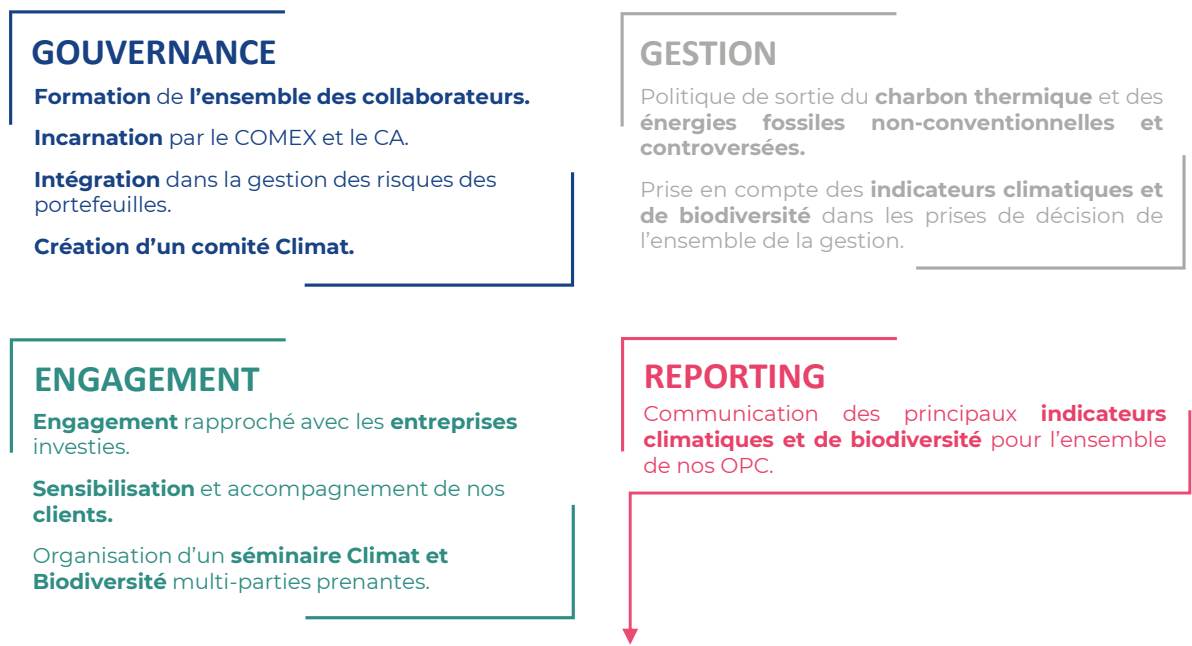 GOUVERNANCE
Formation de l’ensemble des collaborateurs.
Incarnation par le COMEX et le CA.
Intégration dans la gestion des risques des
portefeuilles.
Création d’un comité Climat.
GESTION
Politique de sortie du charbon thermique et des
énergies fossiles non-conventionnelles et
controversées.
Prise en compte des indicateurs climatiques et
de biodiversité dans les prises de décision de
l’ensemble de la gestion.
ENGAGEMENT
Engagement rapproché avec les entreprises
investies.
Sensibilisation et accompagnement de nos
clients.
Organisation d’un séminaire Climat et
Biodiversité multi-parties prenantes.
REPORTING
Communication des principaux indicateurs
climatiques et de biodiversité pour l’ensemble
de nos OPC.